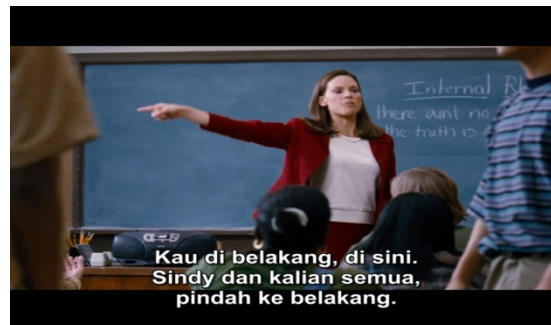 Internal
there ain't no
the truth is
Kau di belakang, di sini.
Sindy dan kalian semua,
pindah ke belakang.